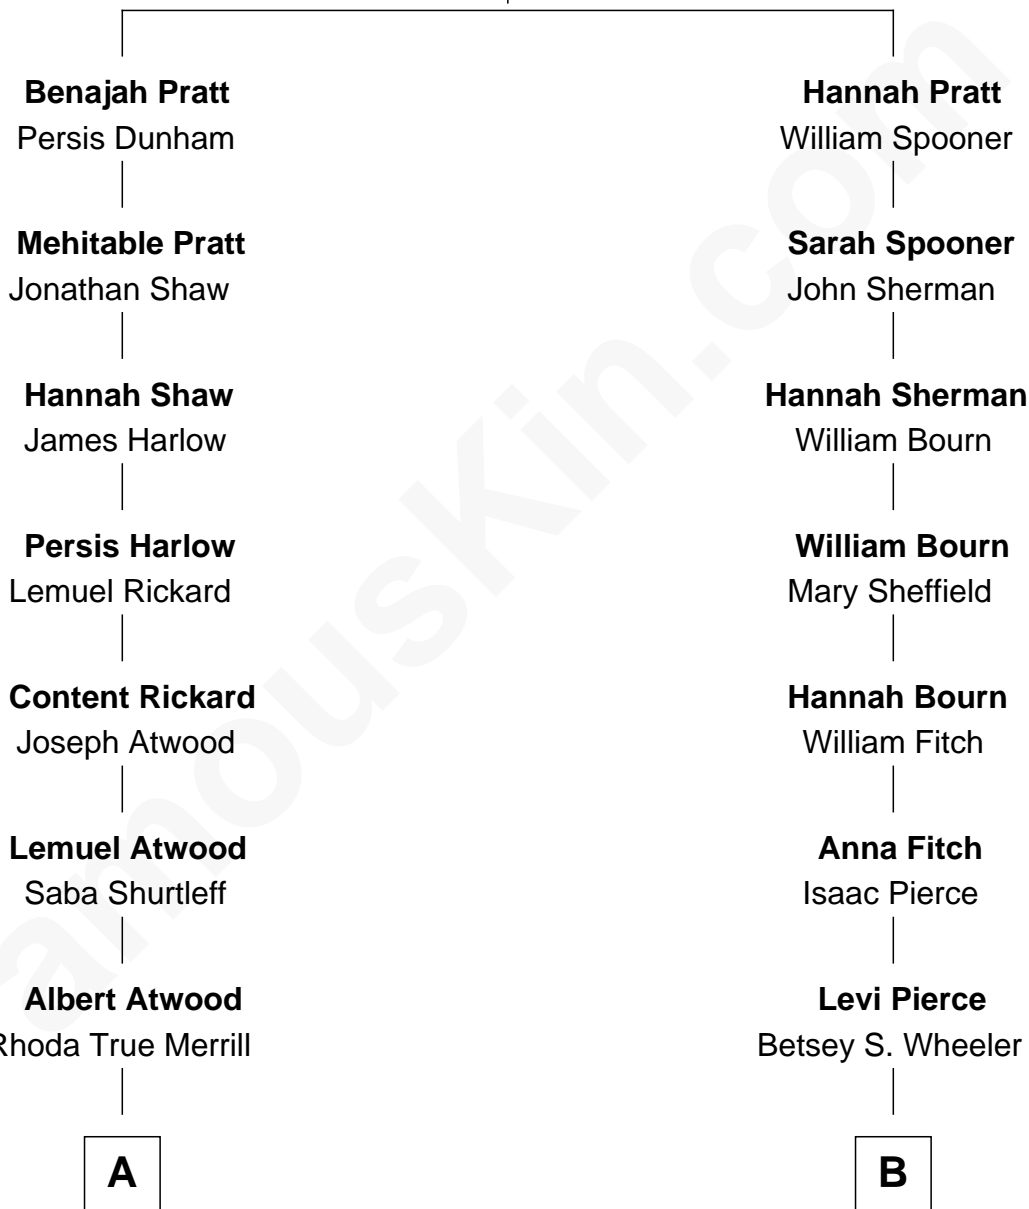 Benajah Pratt
Persis Dunham
Hannah Pratt
William Spooner
Mehitable Pratt
Jonathan Shaw
Sarah Spooner
John Sherman
Hannah Shaw
James Harlow
Hannah Sherman
William Bourn
Persis Harlow
Lemuel Rickard
William Bourn
Mary Sheffield
Content Rickard
Joseph Atwood
Hannah Bourn
William Fitch
Lemuel Atwood
Saba Shurtleff
Anna Fitch
Isaac Pierce
Albert Atwood
Rhoda True Merrill
Levi Pierce
Betsey S. Wheeler
A
B
amouskin.com